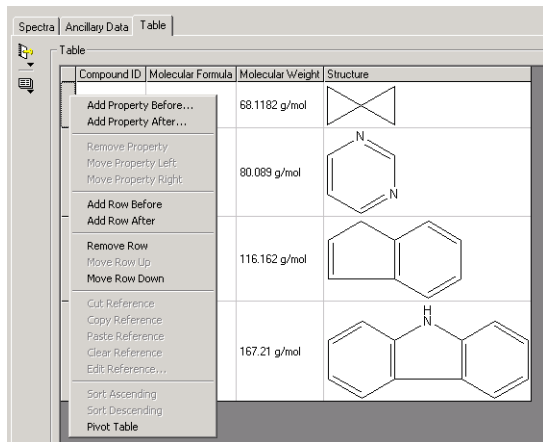 Spectra
Ancillary Data
Table
Table
Compound ID
Molecular Formula
Molecular Weight
Structure
Add Property Before...
Add Property After...
Remove Property
Move Property Left
Move Property Right
Add Row Before
Add Row After
Remove Row
Move Row Up
Move Row Down
Cut Reference
Copy Reference
Paste Reference
Clear Reference
Edit Reference...
Sort Ascending
Sort Descending
Pivot Table
68.1182 g/mol
80.089 g/mol
N
N
116.162 g/mol
167.21 g/mol
H
N